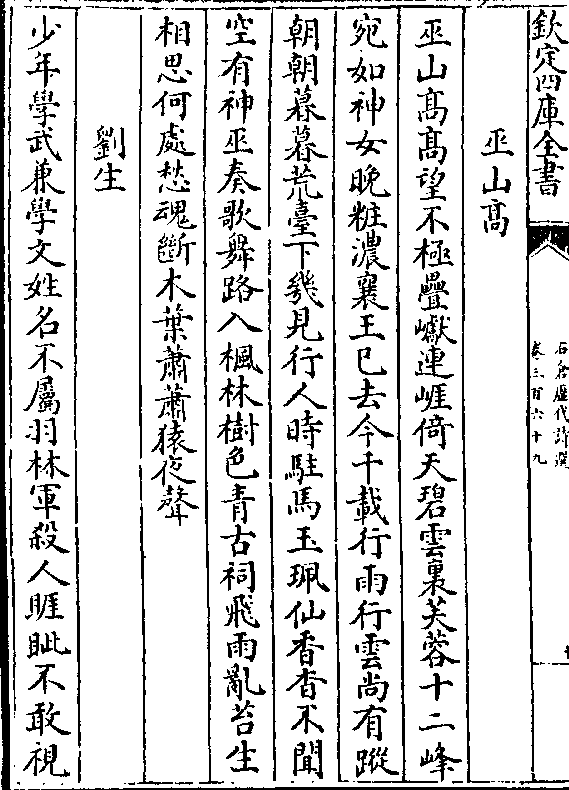 欽定四庫全書
石倉歷代詩選
卷三百六十九
巫山髙
巫山髙髙望不極疊巘連崕倚天碧雲裏芙蓉十二峰
宛如神女晚粧濃襄王已去今千載行雨行雲尚有蹤
朝朝暮暮荒臺下幾見行人時駐馬玉珮仙香杳不聞
空有神巫奏歌舞路入楓林樹色青古祠飛雨亂苔生
相思何處愁魂斷木葉蕭蕭猿夜聲
劉生
少年學武兼學文姓名不屬羽林軍殺人睚眦不敢視